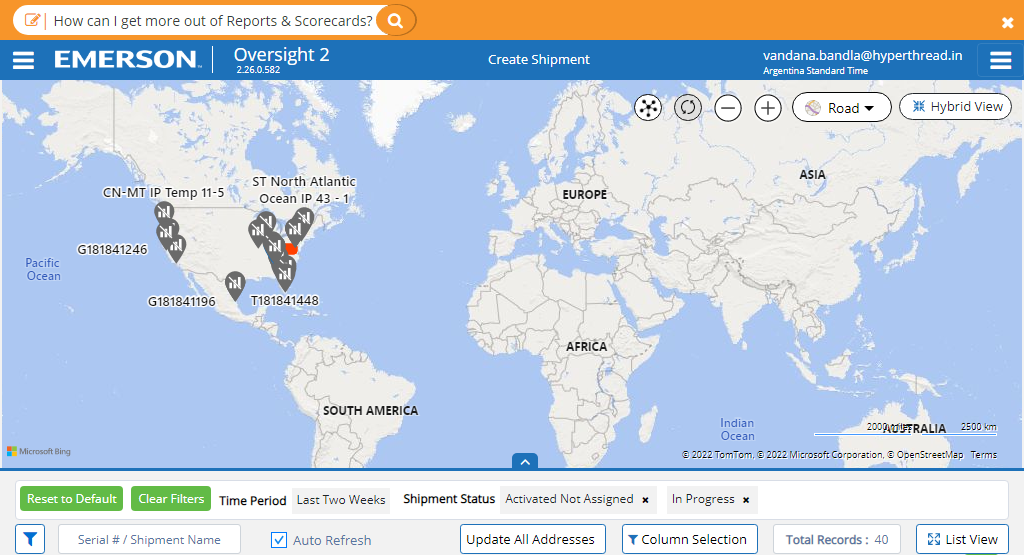 How can I get more out of Reports & Scorecards?
EMERSON
Oversight 2
2.26.0.582
Create Shipment
vandana.bandla@hyperthread.in
Argentina Standard Time
Road
Hybrid View
ASIA
EUROPE
CN-MT IP Temp 11-5
ST North Atlantic
Ocean IP 43 - 1
G181841246
Pacific
Ocean
G181841196
T181841448
AFRICA
SOUTH AMERICA
Indian
Ocean
AUSTRALIA
2000 miles
2500 km
Microsoft Bing
© 2022 TomTom, © 2022 Microsoft Corporation, © OpenStreetMap Terms
Reset to Default
Clear Filters
Time Period
Last Two Weeks
Shipment Status
Activated Not Assigned ×
In Progress ×
Serial # / Shipment Name
Auto Refresh
Update All Addresses
Column Selection
Total Records : 40
List View